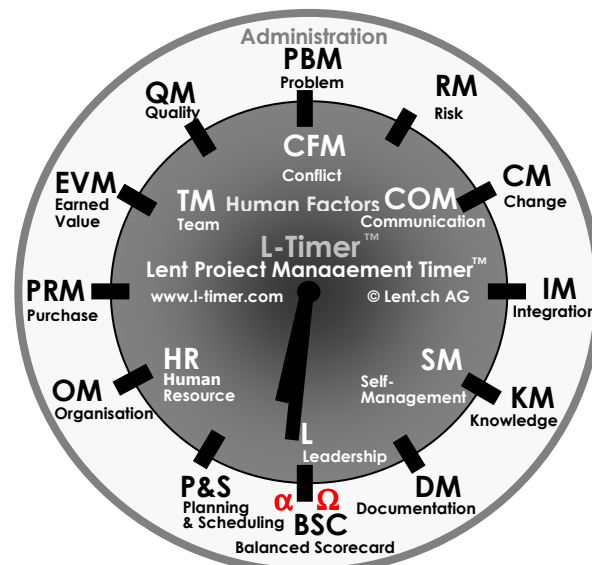 Administration
PBM
Problem
RM
Risk
QM
Quality
CFM
Conflict
CM
Change
EVM
Earned
Value
TM
Team
Human Factors
COM
Communication
L-Timer™
Lent Project Management Timer™
www.l-timer.com
© Lent.ch AG
PRM
Purchase
IM
Integration
HR
Human
Resource
SM
Self-
Management
OM
Organisation
KM
Knowledge
L
Leadership
P&S
Planning
& Scheduling
α Ω
BSC
Balanced Scorecard
DM
Documentation